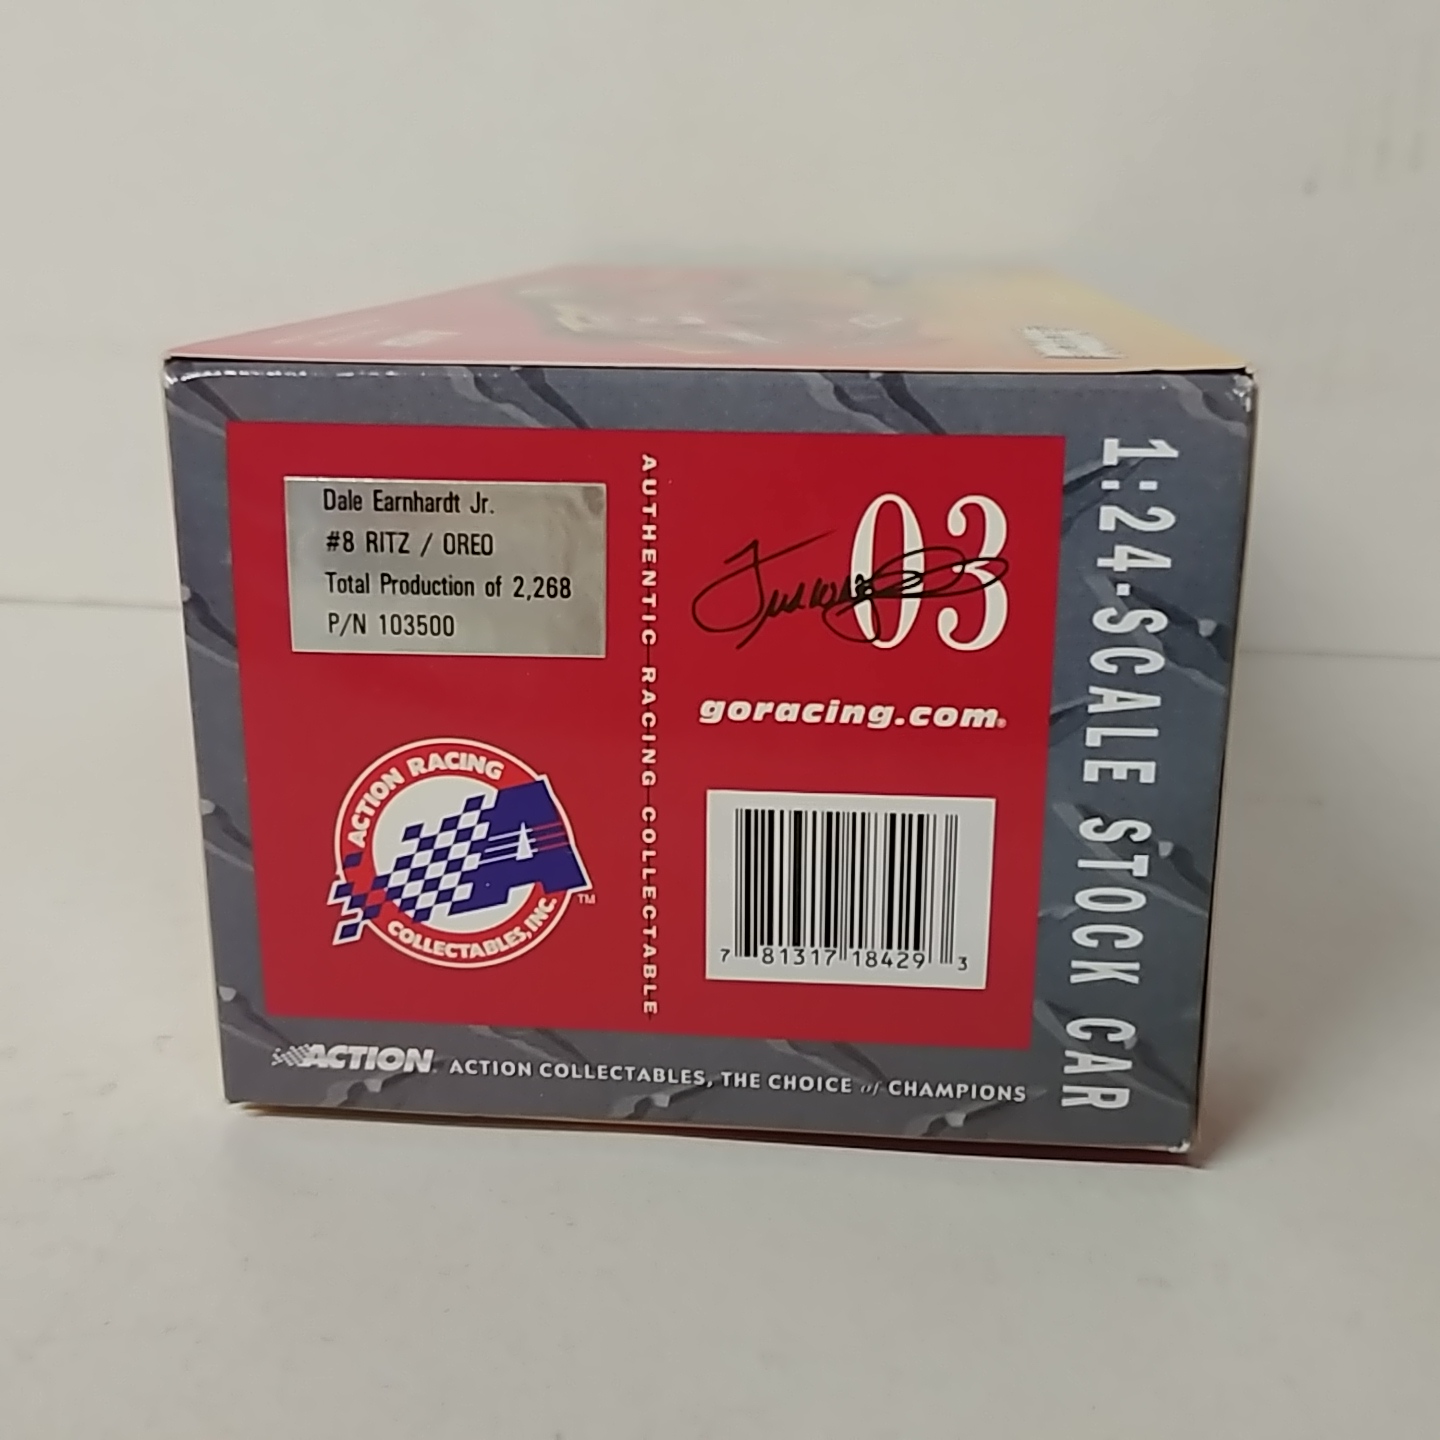 Dale Earnhardt Jr.
#8 RITZ / OREO
Total Production of 2,268
P/N 103500
ACTION RACING
COLLECTABLES, INC.
TM
AUTHENTIC RACING COLLECTABLE
03
goracing.com®
7 81317 18429 3
1:24-SCALE STOCK CAR
ACTION®
ACTION COLLECTABLES, THE CHOICE of CHAMPIONS